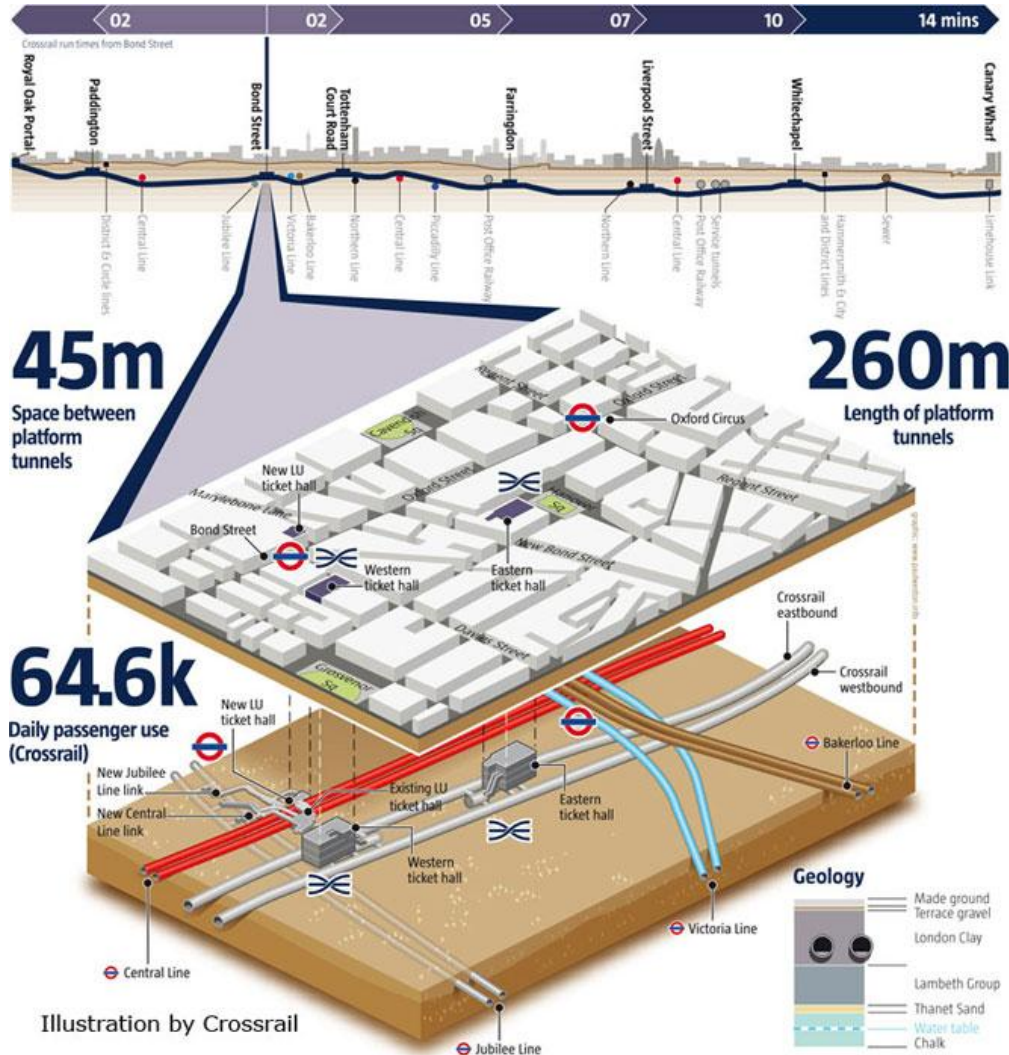 02
02
05
07
10
14 mins
Crossrail run times from Bond Street
Royal Oak Portal
Paddington
Bond Street
Tottenham
Court Road
Farringdon
Liverpool Street
Whitechapel
Canary Wharf
District & Circle lines
Central Line
Jubilee Line
Victoria Line
Bakerloo Line
Northern Line
Central Line
Piccadilly Line
Post Office Railway
Northern Line
Central Line
Post Office Railway
Service tunnels
Hammersmith & City
and District Lines
Sewer
Limehouse Link
45m
Space between
platform
tunnels
260m
Length of platform
tunnels
Regent Street
Oxford Street
Oxford Circus
Sq
New LU
ticket hall
Marylebone Lane
Oxford Street
Regent Street
Sq
Bond Street
Western
ticket hall
Eastern
ticket hall
New Bond Street
Davies Street
Grosvenor
Sq
64.6k
Daily passenger use
(Crossrail)
Crossrail
eastbound
Crossrail
westbound
New LU
ticket hall
New Jubilee
Line link
New Central
Line link
Existing LU
ticket hall
Eastern
ticket hall
Western
ticket hall
Bakerloo Line
Victoria Line
Central Line
Jubilee Line
Geology
Made ground
Terrace gravel
London Clay
Lambeth Group
Thanet Sand
Water table
Chalk
Illustration by Crossrail